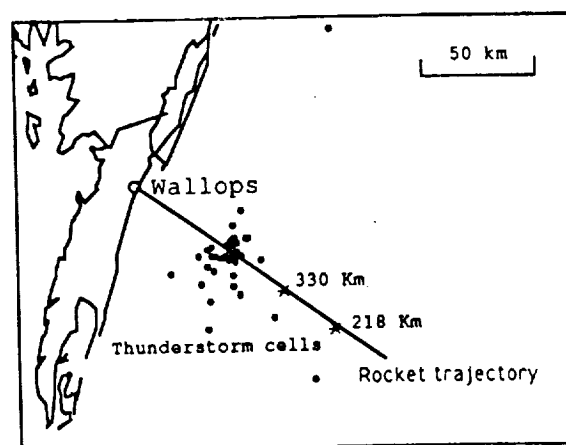 50 km
Wallops
330 Km
218 Km
Thunderstorm cells
Rocket trajectory